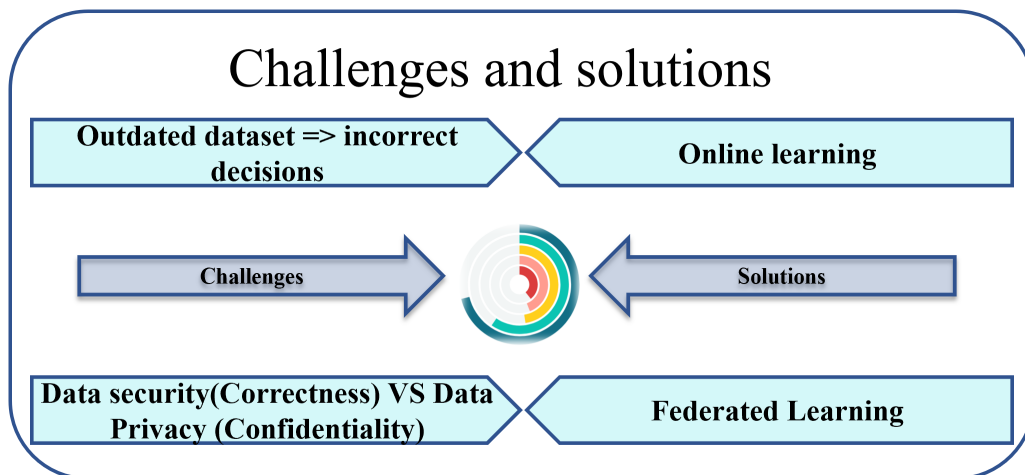 Challenges and solutions
Outdated dataset => incorrect
decisions
Online learning
Challenges
Solutions
Data security(Correctness) VS Data
Privacy (Confidentiality)
Federated Learning